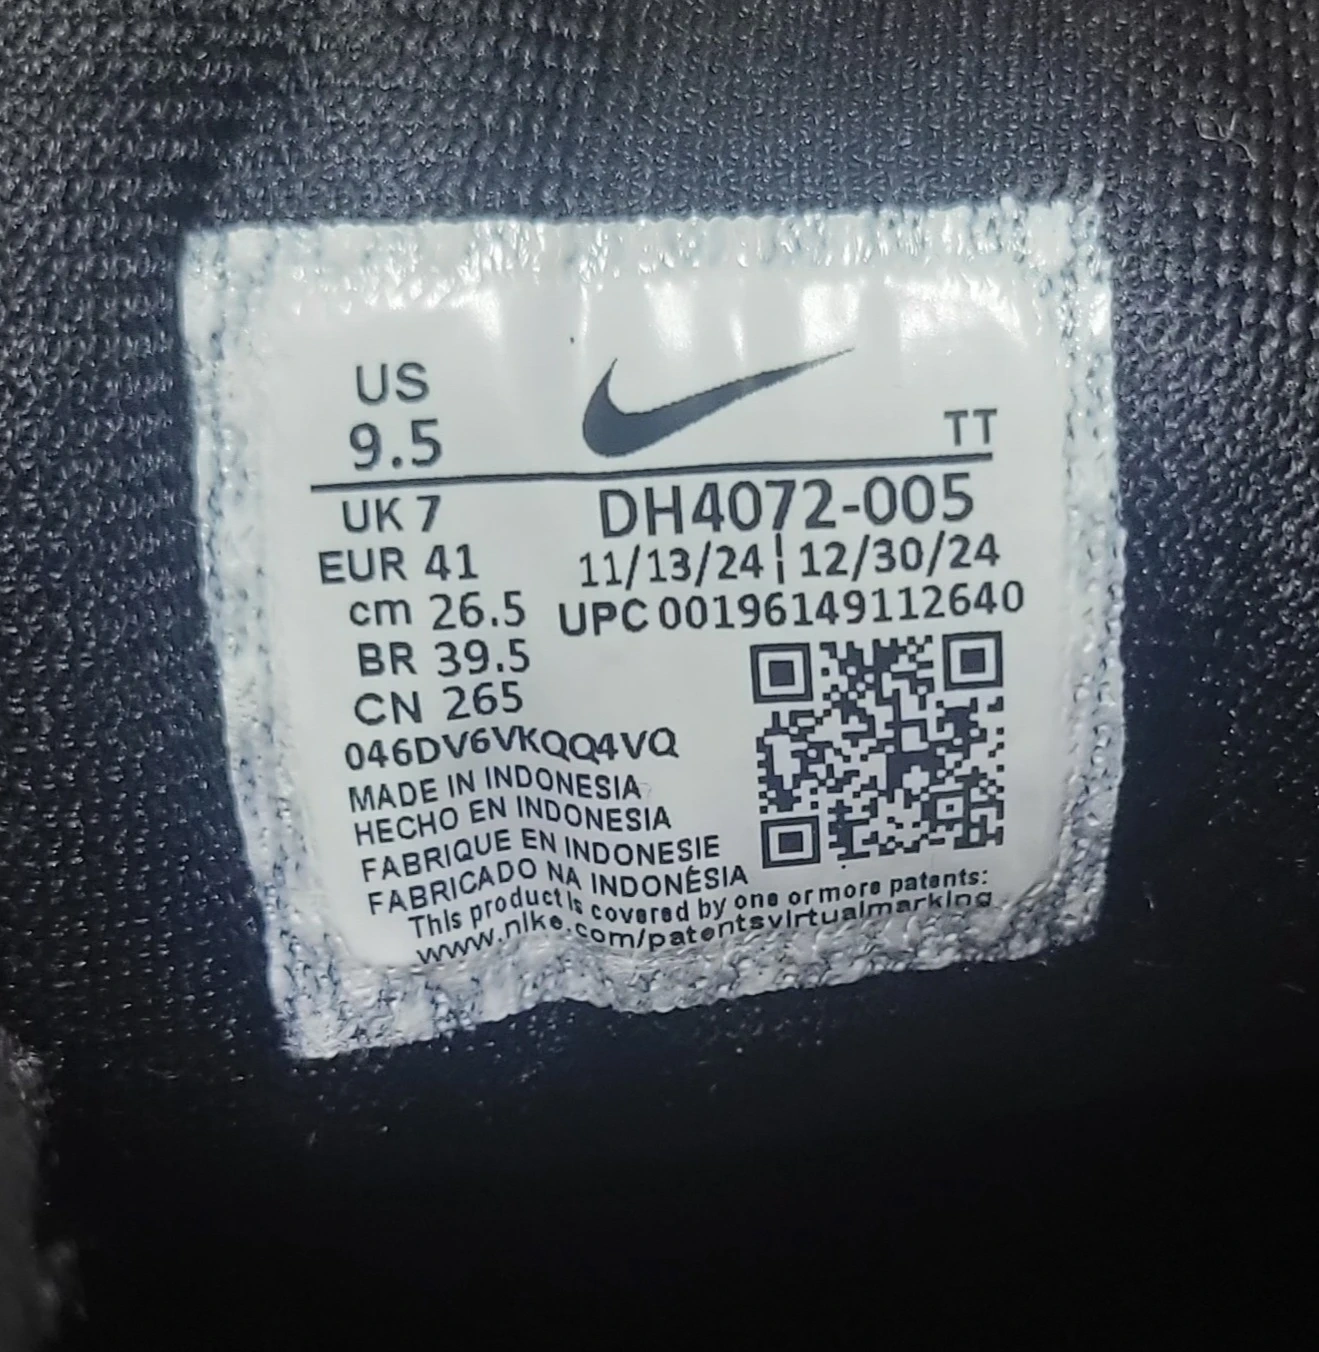 US
9.5
TT
UK 7
DH4072-005
EUR 41
11/13/24 ¦ 12/30/24
cm 26.5
UPC 00196149112640
BR 39.5
CN 265
046DV6VKQQ4VQ
MADE IN INDONESIA
HECHO EN INDONESIA
FABRIQUE EN INDONESIE
FABRICADO NA INDONÉSIA
This product is covered by one or more patents:
www.nike.com/patentsvirtualmarking